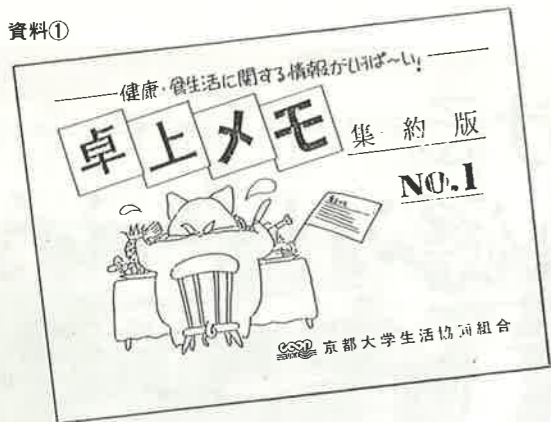 資料①
健康・食生活に関する情報がいっぱ〜い!
卓上メモ
集約版
NO.1
COOP 京都大学生活協同組合